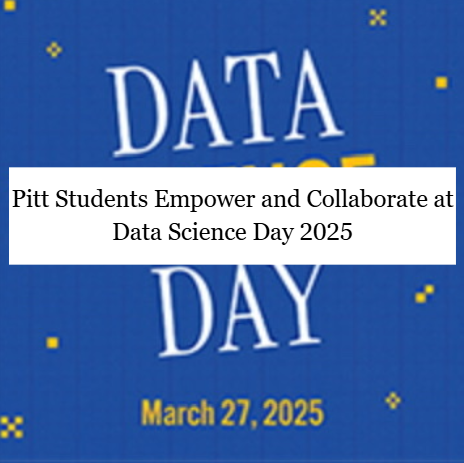 DATA
Pitt Students Empower and Collaborate at
Data Science Day 2025
DAY
March 27, 2025